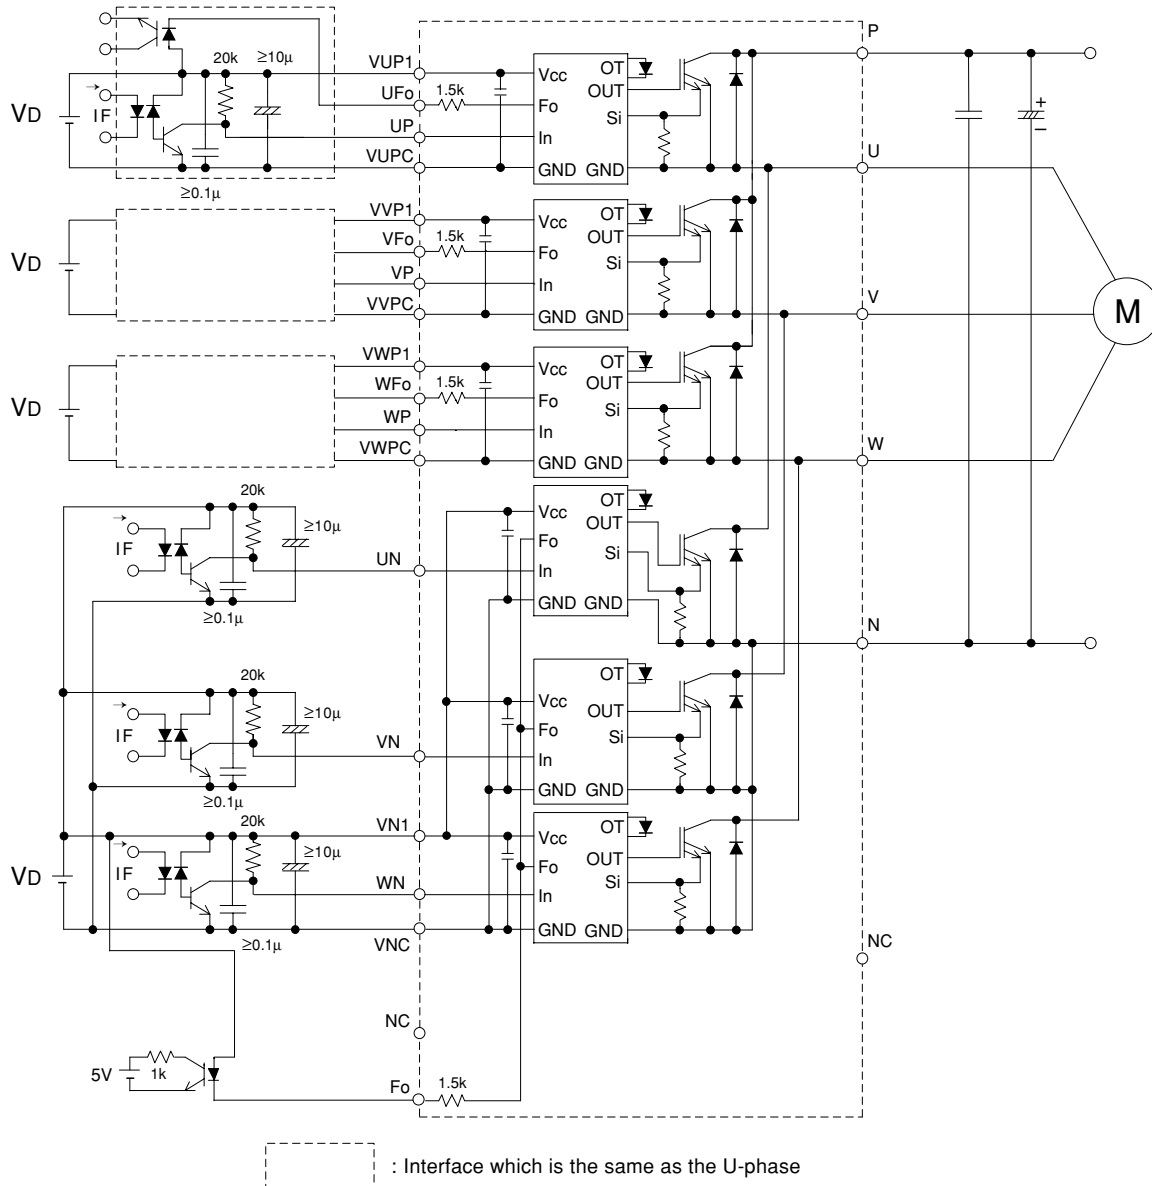 P
20k ≥10μ VUP1 Vcc OT
UFo 1.5k OUT
VD IF Fo Si
UP In
VUPC GND GND U
≥0.1μ
VVP1 Vcc OT
VFo 1.5k OUT
VD Fo Si
VP In
VVPC GND GND V
M
VWP1 Vcc OT
WFo 1.5k OUT
VD Fo Si
WP In
VWPC GND GND W
20k OT
Vcc OUT
≥10μ Fo
IF UN Si
In
GND GND
≥0.1μ N
20k OT
Vcc
≥10μ OUT
IF Fo
VN Si
In
GND GND
≥0.1μ
20k VN1 Vcc OT
≥10μ OUT
VD IF Fo Si
WN In
GND GND
≥0.1μ VNC NC
NC
5V 1k
Fo 1.5k
+
–
: Interface which is the same as the U-phase